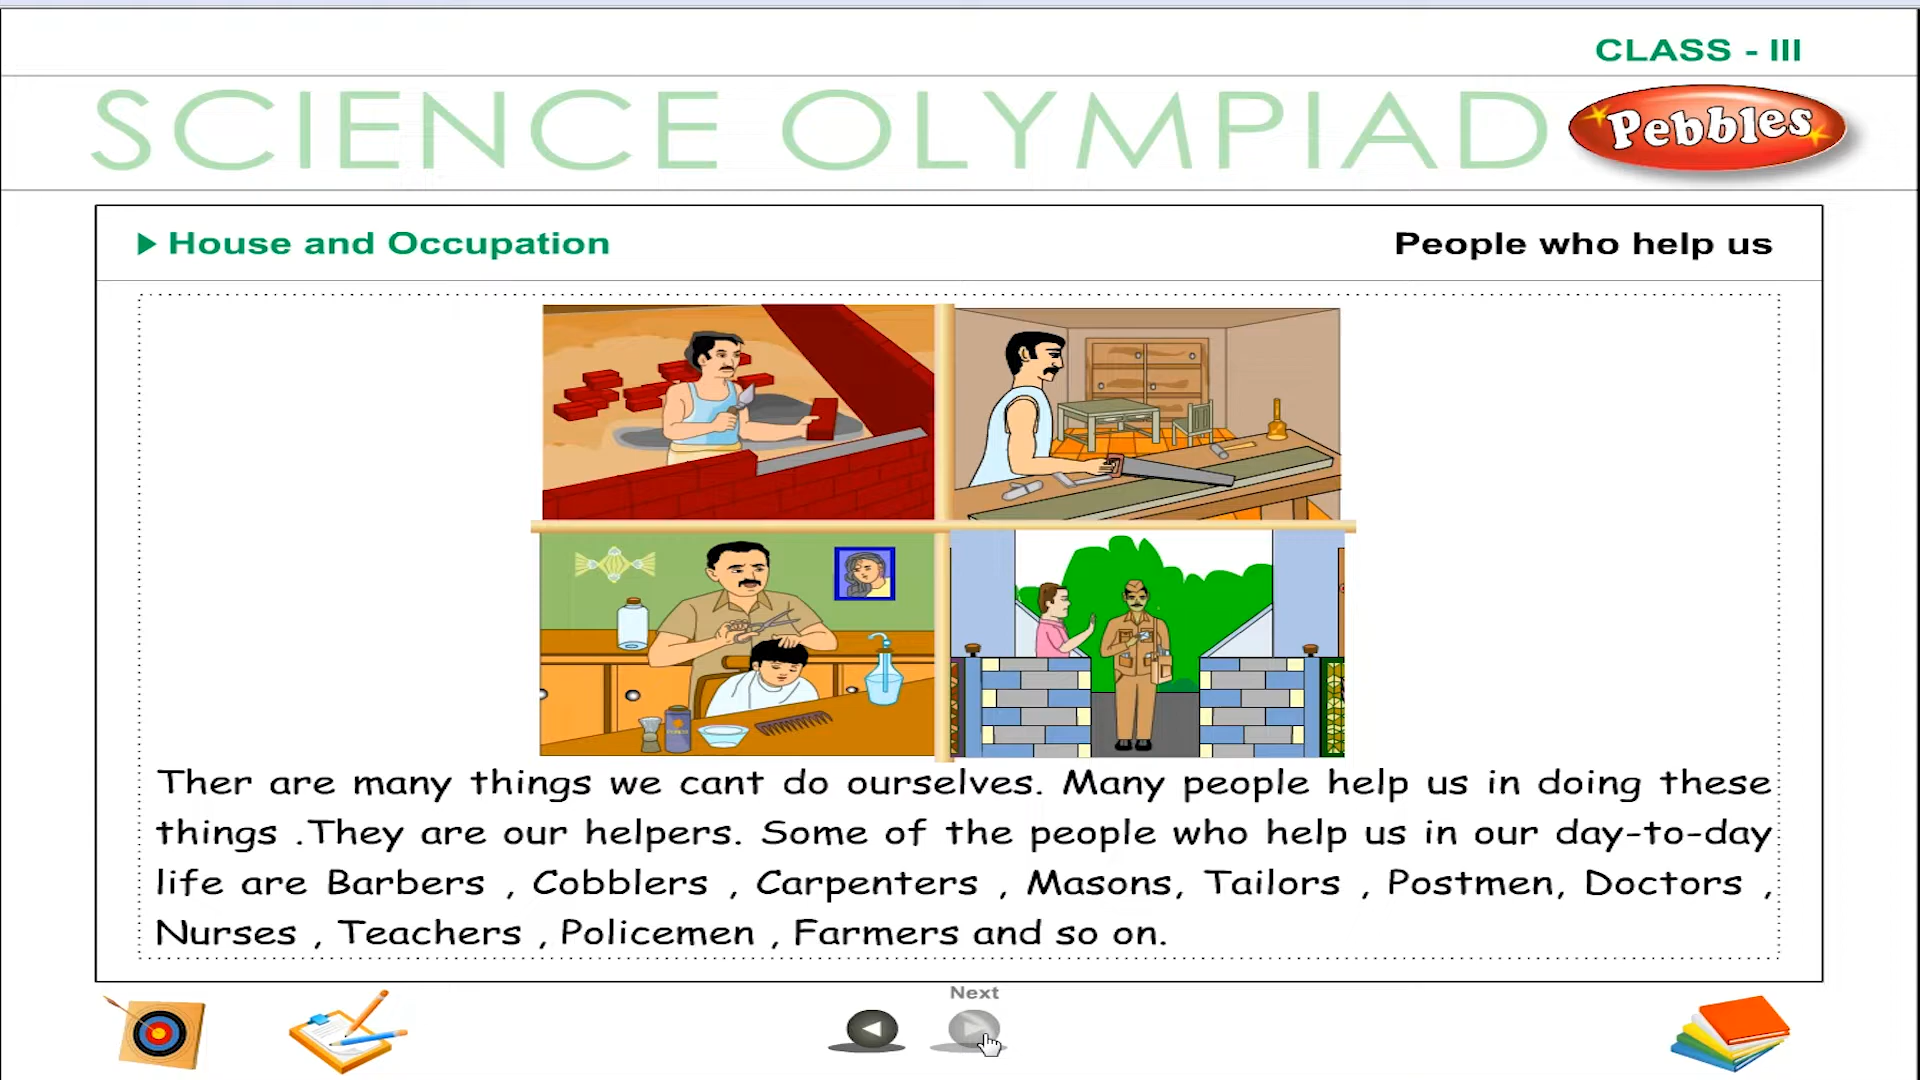 CLASS - III
SCIENCE OLYMPIAD
Pebbles
House and Occupation
People who help us
Ther are many things we cant do ourselves. Many people help us in doing these
things .They are our helpers. Some of the people who help us in our day-to-day
life are Barbers , Cobblers , Carpenters , Masons, Tailors , Postmen, Doctors ,
Nurses , Teachers , Policemen , Farmers and so on.
Next